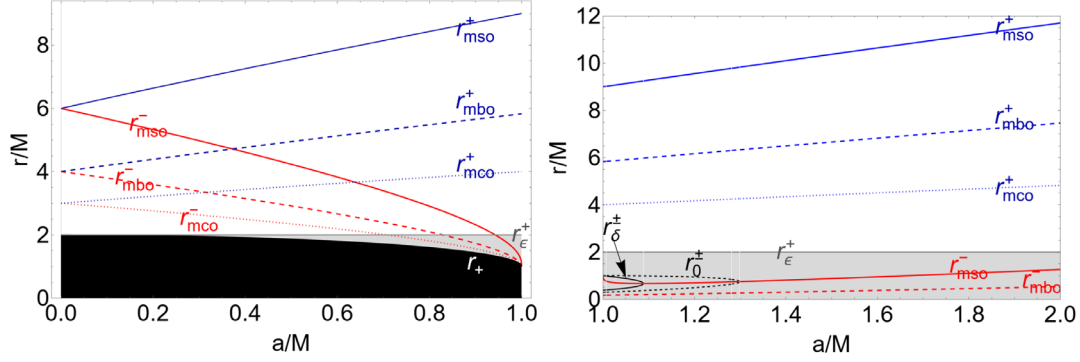 r/M
8
6
4
2
0
r⁺mso
r⁻mso
r⁺mbo
r⁻mbo
r⁺mco
r⁻mco
r⁺ϵ
r₊
0.0 0.2 0.4 0.6 0.8 1.0
a/M
r/M
12
10
8
6
4
2
0
r⁺mso
r⁺mbo
r⁺mco
r±δ
r±0
r⁺ϵ
r⁻mso
r⁻mbo
1.0 1.2 1.4 1.6 1.8 2.0
a/M